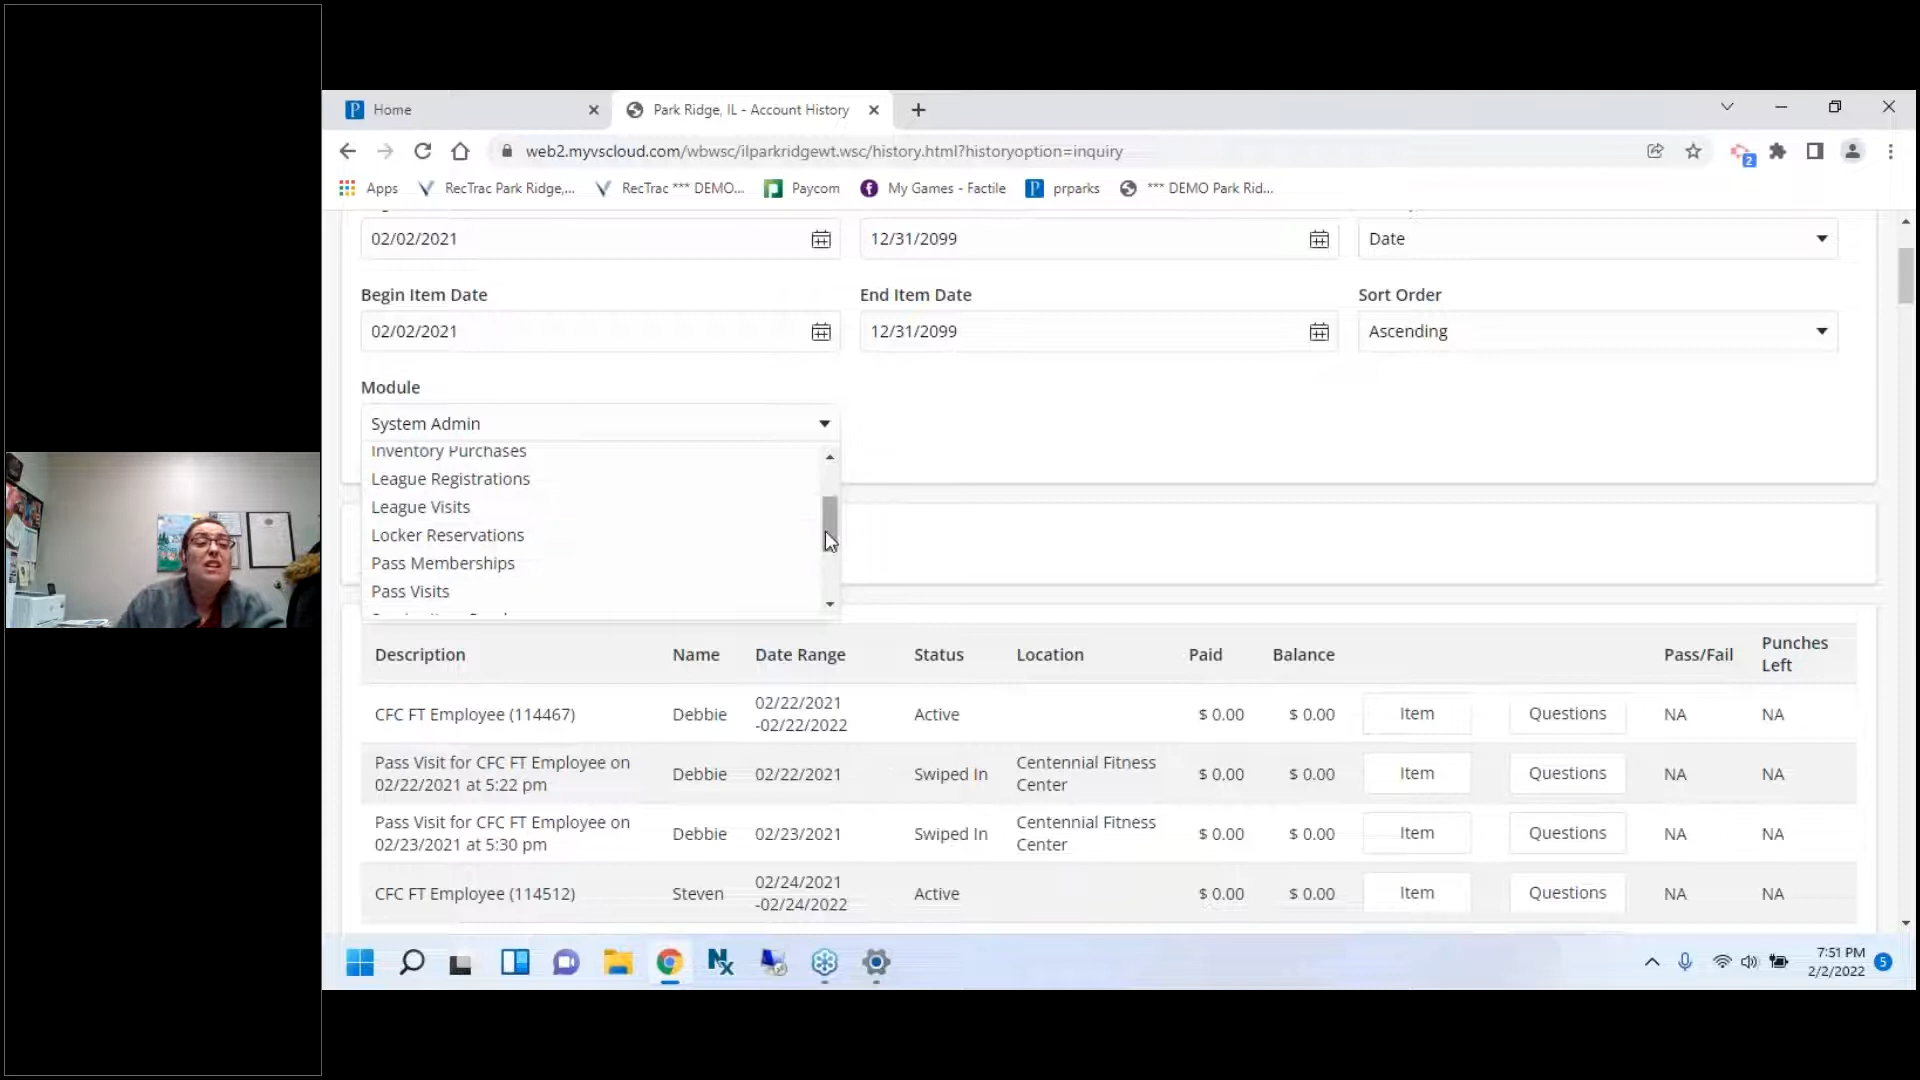 Home
Park Ridge, IL - Account History
web2.myvscloud.com/wbwsc/ilparkridgewt.wsc/history.html?historyoption=inquiry
2
Apps
RecTrac Park Ridge,...
RecTrac *** DEMO...
Paycom
My Games - Factile
prparks
*** DEMO Park Rid...
02/02/2021
12/31/2099
Date
Begin Item Date
End Item Date
Sort Order
02/02/2021
12/31/2099
Ascending
Module
System Admin
Inventory Purchases
League Registrations
League Visits
Locker Reservations
Pass Memberships
Pass Visits
Description Name Date Range Status Location Paid Balance Pass/Fail Punches Left
CFC FT Employee (114467) Debbie 02/22/2021 -02/22/2022 Active $ 0.00 $ 0.00 Item Questions NA NA
Pass Visit for CFC FT Employee on 02/22/2021 at 5:22 pm Debbie 02/22/2021 Swiped In Centennial Fitness Center $ 0.00 $ 0.00 Item Questions NA NA
Pass Visit for CFC FT Employee on 02/23/2021 at 5:30 pm Debbie 02/23/2021 Swiped In Centennial Fitness Center $ 0.00 $ 0.00 Item Questions NA NA
CFC FT Employee (114512) Steven 02/24/2021 -02/24/2022 Active $ 0.00 $ 0.00 Item Questions NA NA
7:51 PM
2/2/2022
5